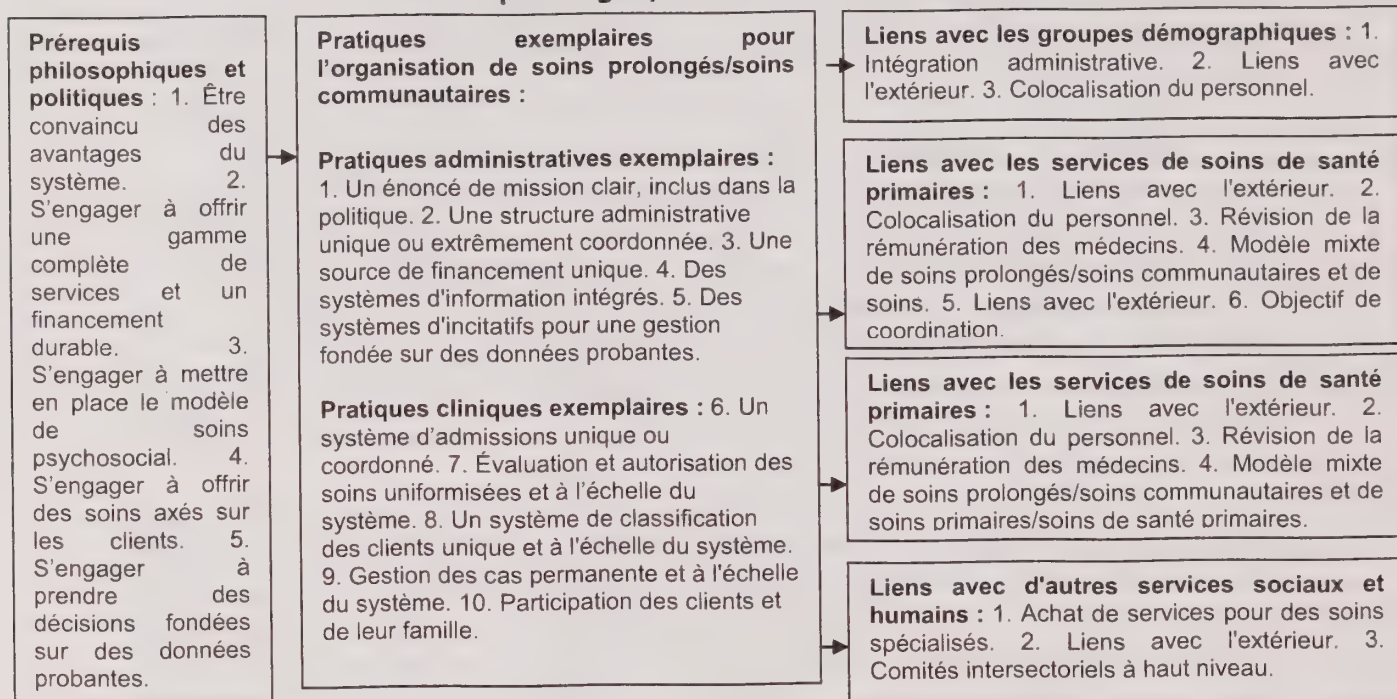 Prérequis
philosophiques et
politiques : 1. Être
convaincu des
avantages du
système. 2.
S'engager à offrir
une gamme
complète de
services et un
financement
durable. 3.
S'engager à mettre
en place le modèle
de soins
psychosocial. 4.
S'engager à offrir
des soins axés sur
les clients. 5.
S'engager à
prendre des
décisions fondées
sur des données
probantes.
Pratiques exemplaires pour
l'organisation de soins prolongés/soins
communautaires :
Pratiques administratives exemplaires :
1. Un énoncé de mission clair, inclus dans la
politique. 2. Une structure administrative
unique ou extrêmement coordonnée. 3. Une
source de financement unique. 4. Des
systèmes d'information intégrés. 5. Des
systèmes d'incitatifs pour une gestion
fondée sur des données probantes.
Pratiques cliniques exemplaires : 6. Un
système d'admissions unique ou
coordonné. 7. Évaluation et autorisation des
soins uniformisées et à l'échelle du
système. 8. Un système de classification
des clients unique et à l'échelle du système.
9. Gestion des cas permanente et à l'échelle
du système. 10. Participation des clients et
de leur famille.
Liens avec les groupes démographiques : 1.
Intégration administrative. 2. Liens avec
l'extérieur. 3. Colocalisation du personnel.
Liens avec les services de soins de santé
primaires : 1. Liens avec l'extérieur. 2.
Colocalisation du personnel. 3. Révision de la
rémunération des médecins. 4. Modèle mixte
de soins prolongés/soins communautaires et de
soins. 5. Liens avec l'extérieur. 6. Objectif de
coordination.
Liens avec les services de soins de santé
primaires : 1. Liens avec l'extérieur. 2.
Colocalisation du personnel. 3. Révision de la
rémunération des médecins. 4. Modèle mixte
de soins prolongés/soins communautaires et de
soins primaires/soins de santé primaires.
Liens avec d'autres services sociaux et
humains : 1. Achat de services pour des soins
spécialisés. 2. Liens avec l'extérieur. 3.
Comités intersectoriels à haut niveau.